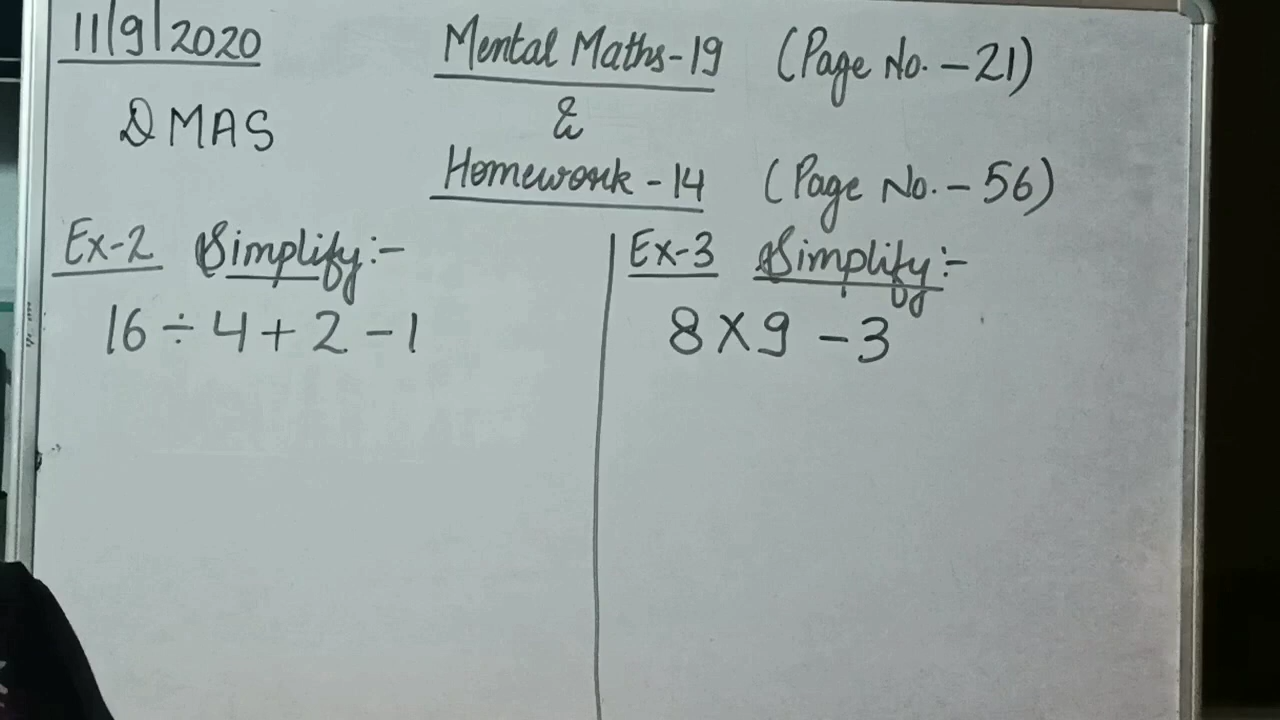 11/9/2020
Mental Maths-19 (Page No. - 21)
DMAS
&
Homework - 14 (Page No. - 56)
Ex-2 Simplify:-
16 ÷ 4 + 2 - 1
Ex-3 Simplify:-
8 × 9 - 3